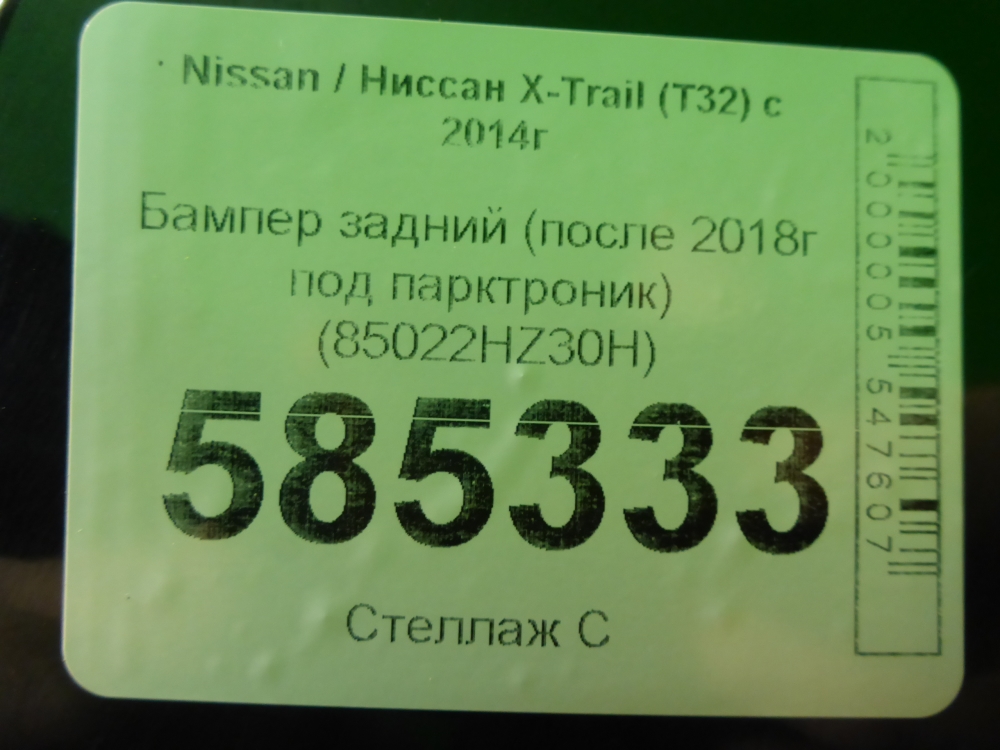 Nissan / Ниссан X-Trail (T32) с
2014г
Бампер задний (после 2018г
под парктроник)
(85022HZ30H)
585333
Стеллаж С
2000005547607